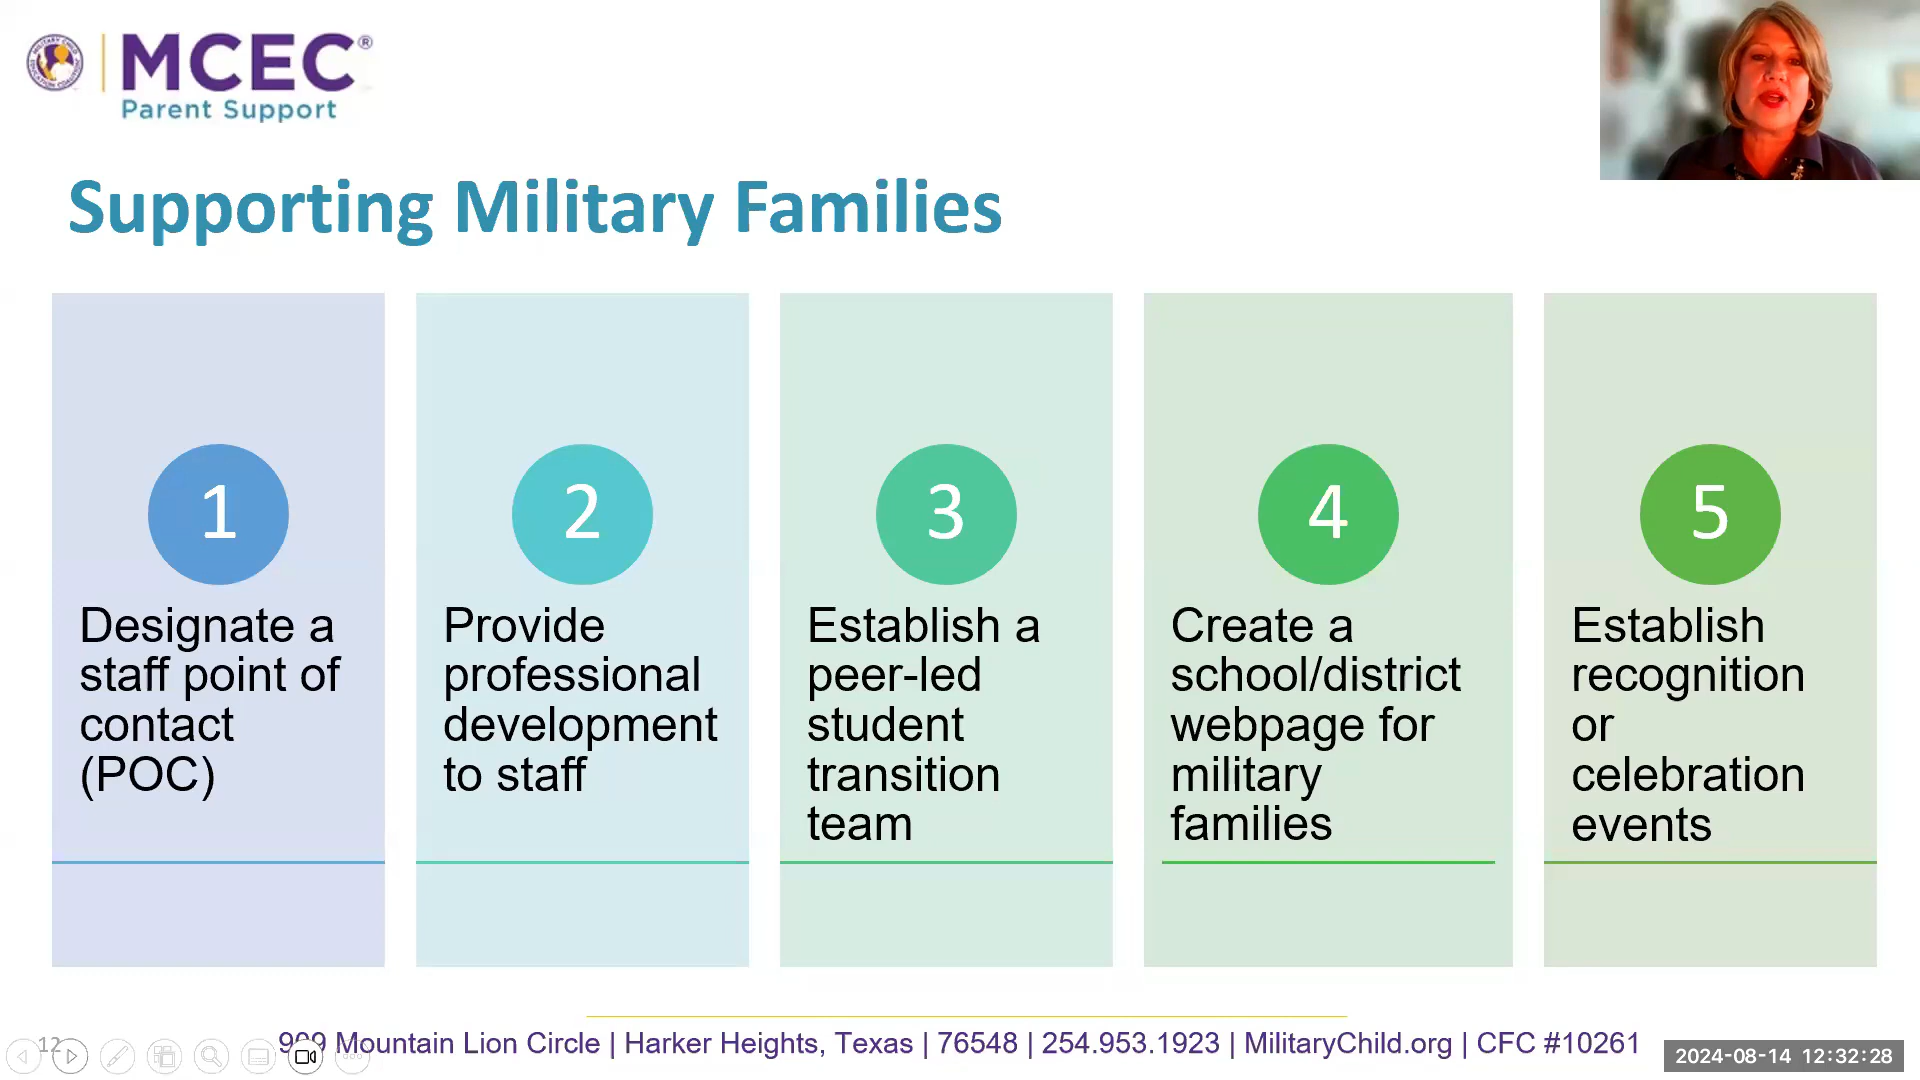 MCEC®
Parent Support
Supporting Military Families
1
Designate a
staff point of
contact
(POC)
2
Provide
professional
development
to staff
3
Establish a
peer-led
student
transition
team
4
Create a
school/district
webpage for
military
families
5
Establish
recognition
or
celebration
events
12
999 Mountain Lion Circle | Harker Heights, Texas | 76548 | 254.953.1923 | MilitaryChild.org | CFC #10261
2024-08-14 12:32:28